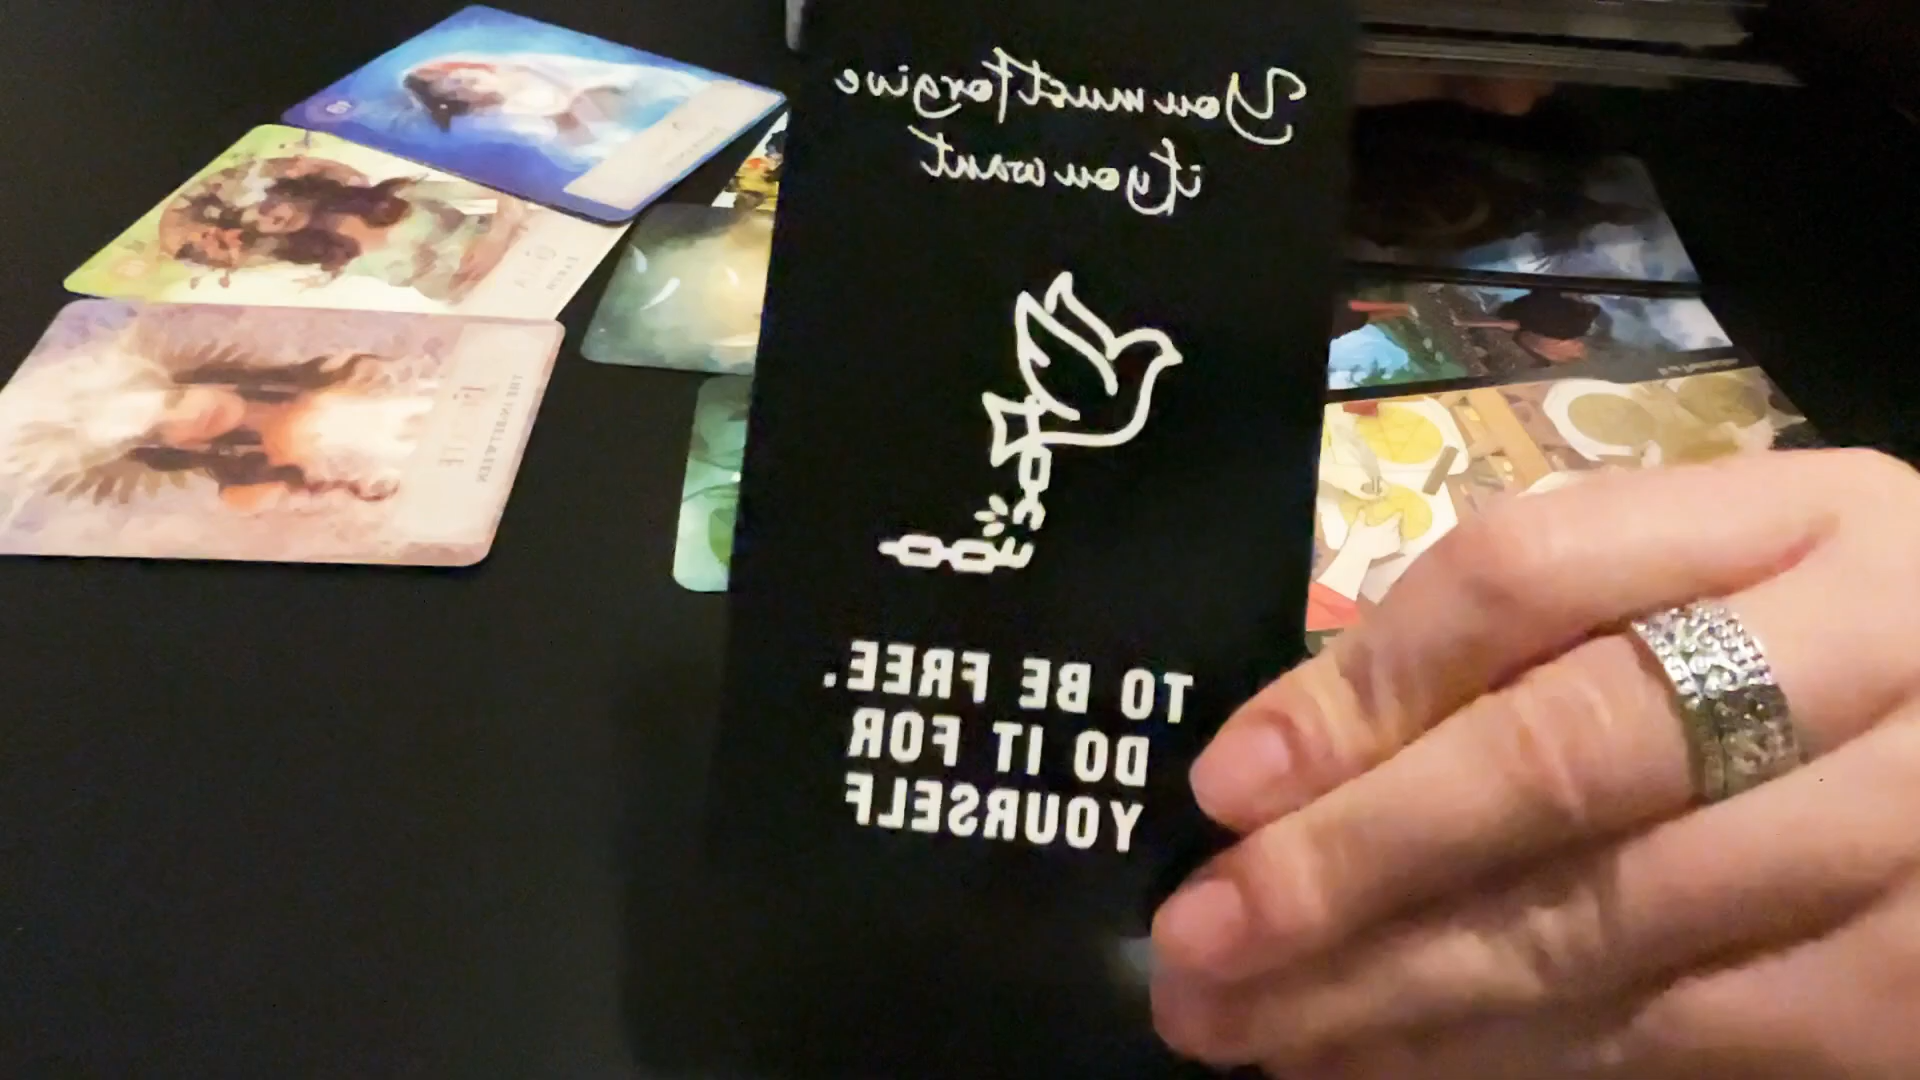 You must forgive
if you want
TO BE FREE.
DO IT FOR
YOURSELF